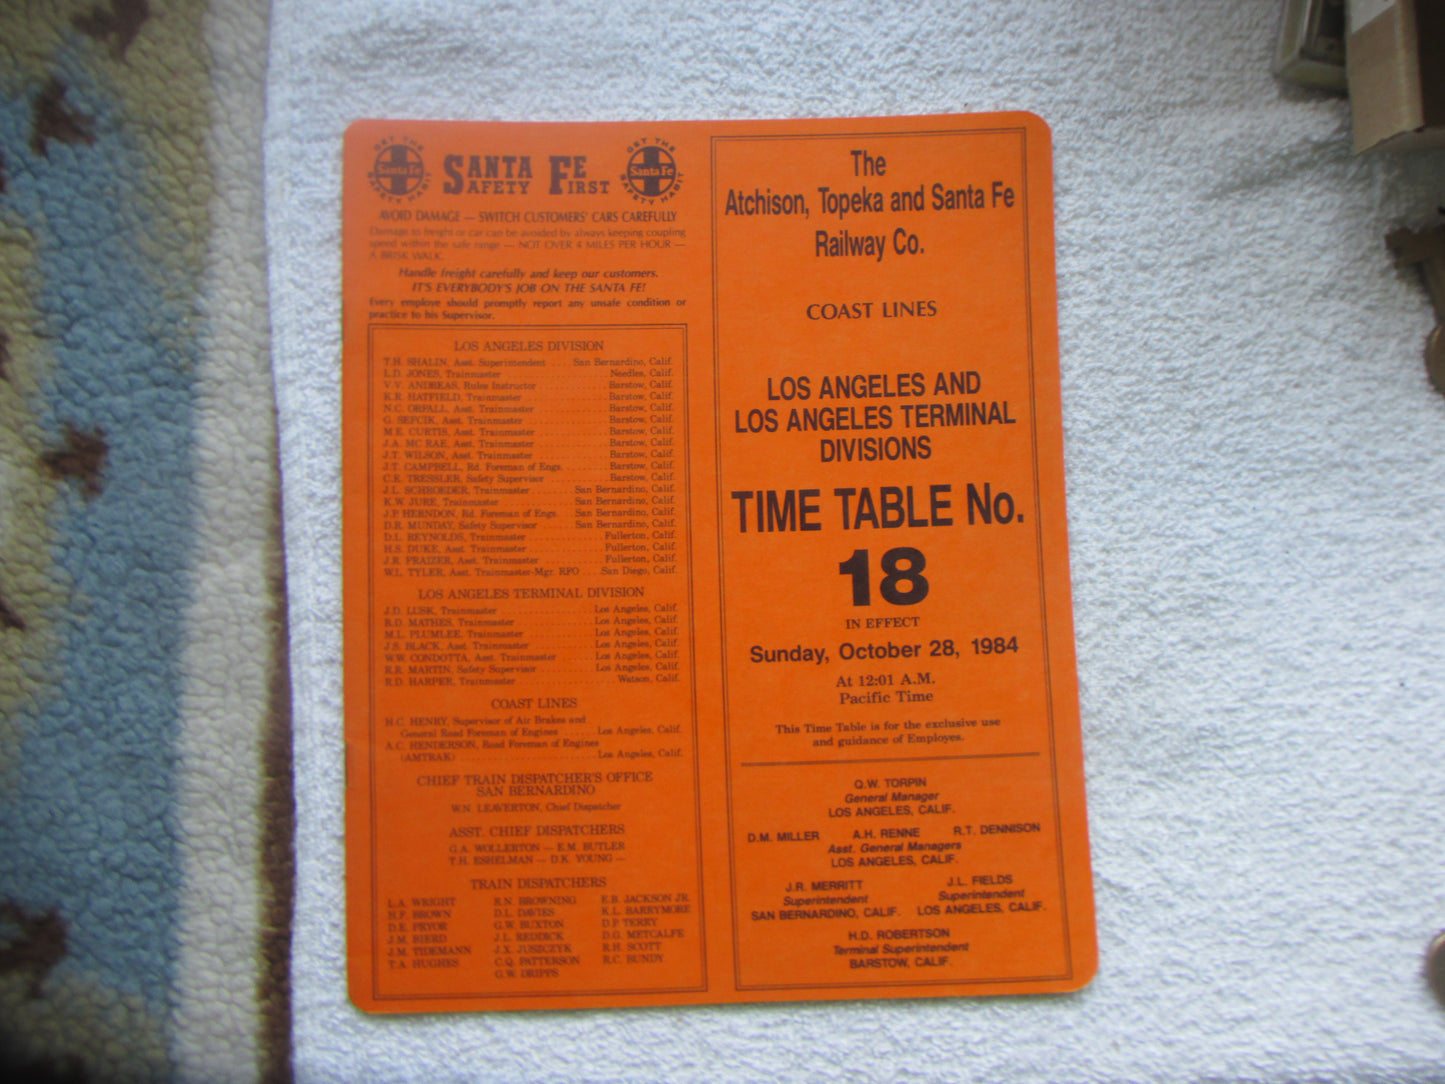 GET THE
Santa Fe
SAFETY HABIT
SANTA FE
SAFETY FIRST
GET THE
Santa Fe
SAFETY HABIT
AVOID DAMAGE — SWITCH CUSTOMERS' CARS CAREFULLY
Damage to freight or car can be avoided by always keeping coupling
speed within the safe range — NOT OVER 4 MILES PER HOUR —
A BRISK WALK.
Handle freight carefully and keep our customers.
IT'S EVERYBODY'S JOB ON THE SANTA FE!
Every employe should promptly report any unsafe condition or
practice to his Supervisor.
LOS ANGELES DIVISION
T.H. SHALIN, Asst. Superintendent . . . San Bernardino, Calif.
L.D. JONES, Trainmaster . . . Needles, Calif.
V.V. ANDREAS, Rules Instructor . . . Barstow, Calif.
K.R. HATFIELD, Trainmaster . . . Barstow, Calif.
N.C. ORFALL, Asst. Trainmaster . . . Barstow, Calif.
G. SEFCIK, Asst. Trainmaster . . . Barstow, Calif.
M.E. CURTIS, Asst. Trainmaster . . . Barstow, Calif.
J.A. MC RAE, Asst. Trainmaster . . . Barstow, Calif.
J.T. WILSON, Asst. Trainmaster . . . Barstow, Calif.
J.T. CAMPBELL, Rd. Foreman of Engs. . . . Barstow, Calif.
C.E. TRESSLER, Safety Supervisor . . . Barstow, Calif.
J.L. SCHROEDER, Trainmaster . . . San Bernardino, Calif.
K.W. JURE, Trainmaster . . . San Bernardino, Calif.
J.P. HERNDON, Rd. Foreman of Engs. . . . San Bernardino, Calif.
D.R. MUNDAY, Safety Supervisor . . . San Bernardino, Calif.
D.L. REYNOLDS, Trainmaster . . . Fullerton, Calif.
H.S. DUKE, Asst. Trainmaster . . . Fullerton, Calif.
J.R. FRAIZER, Asst. Trainmaster . . . Fullerton, Calif.
W.L. TYLER, Asst. Trainmaster-Mgr. RPO . . . San Diego, Calif.
LOS ANGELES TERMINAL DIVISION
J.D. LUSK, Trainmaster . . . Los Angeles, Calif.
B.D. MATHES, Trainmaster . . . Los Angeles, Calif.
M.L. PLUMLEE, Trainmaster . . . Los Angeles, Calif.
J.S. BLACK, Asst. Trainmaster . . . Los Angeles, Calif.
W.W. CONDOTTA, Asst. Trainmaster . . . Los Angeles, Calif.
R.R. MARTIN, Safety Supervisor . . . Los Angeles, Calif.
R.D. HARPER, Trainmaster . . . Watson, Calif.
COAST LINES
H.C. HENRY, Supervisor of Air Brakes and
General Road Foreman of Engines . . . Los Angeles, Calif.
A.C. HENDERSON, Road Foreman of Engines
(AMTRAK) . . . Los Angeles, Calif.
CHIEF TRAIN DISPATCHER'S OFFICE
SAN BERNARDINO
W.N. LEAVERTON, Chief Dispatcher
ASST. CHIEF DISPATCHERS
G.A. WOLLERTON — E.M. BUTLER
T.H. ESHELMAN — D.K. YOUNG —
TRAIN DISPATCHERS
L.A. WRIGHT
H.F. BROWN
D.E. PRYOR
J.M. BIERD
J.M. TIDEMANN
T.A. HUGHES
R.N. BROWNING
D.L. DAVIES
G.W. BUXTON
J.L. REDDICK
J.X. JUSZCZYK
C.Q. PATTERSON
G.W. DRIPPS
E.B. JACKSON JR.
K.L. BARRYMORE
D.P. TERRY
D.G. METCALFE
R.H. SCOTT
R.C. BUNDY
The
Atchison, Topeka and Santa Fe
Railway Co.
COAST LINES
LOS ANGELES AND
LOS ANGELES TERMINAL
DIVISIONS
TIME TABLE No.
18
IN EFFECT
Sunday, October 28, 1984
At 12:01 A.M.
Pacific Time
This Time Table is for the exclusive use
and guidance of Employes.
Q.W. TORPIN
General Manager
LOS ANGELES, CALIF.
D.M. MILLER A.H. RENNE R.T. DENNISON
Asst. General Managers
LOS ANGELES, CALIF.
J.R. MERRITT
Superintendent
SAN BERNARDINO, CALIF.
J.L. FIELDS
Superintendent
LOS ANGELES, CALIF.
H.D. ROBERTSON
Terminal Superintendent
BARSTOW, CALIF.